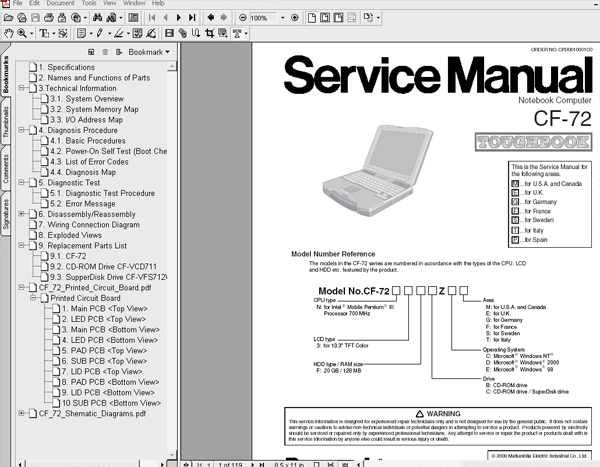 File Edit Document Tools View Window Help
100%
Bookmarks
Thumbnails
Comments
Signatures
Bookmark
1. Specifications
2. Names and Functions of Parts
3.Technical Information
3.1. System Overview
3.2. System Memory Map
3.3. I/O Address Map
4. Diagnosis Procedure
4.1. Basic Procedures
4.2. Power-On Self Test (Boot Che
4.3. List of Error Codes
4.4. Diagnosis Map
5. Diagnostic Test
5.1. Diagnostic Test Procedure
5.2. Error Message
6. Disassembly/Reassembly
7. Wiring Connection Diagram
8. Exploded Views
9. Replacement Parts List
9.1. CF-72
9.2. CD-ROM Drive CF-VCD711
9.3. SupperDisk Drive CF-VFS712
CF_72_Printed_Circuit_Board.pdf
Printed Circuit Board
1. Main PCB <Top View>
2. LED PCB <Top View>
3. Main PCB <Bottom View>
4. LED PCB <Bottom View>
5. PAD PCB <Top View>
6. SUB PCB <Top View>
7. LID PCB <Top View>
8. PAD PCB <Bottom View>
9. LID PCB <Bottom View>
10 SUB PCB <Bottom View>
CF_72_Shematic_Diagrams.pdf
ORDER NO. CPD0010001C0
Service Manual
Notebook Computer
CF-72
TOUGHBOOK
This is the Service Manual for
the following areas.
M ...for U.S.A. and Canada
E ...for U.K.
G ...for Germany
F ...for France
S ...for Sweden
T ...for Italy
P ...for Spain
Model Number Reference
The models in the CF-72 series are numbered in accordance with the types of the CPU, LCD
and HDD etc. featured by the product.
Model No.CF-72 Z
CPU type
N: for Intel® Mobile Pentium® III
Processor 700 MHz
LCD type
3: for 13.3" TFT Color
HDD type / RAM size
F: 20 GB / 128 MB
Area
M: for U.S.A. and Canada
E: for U.K.
G: for Germany
F: for France
S: for Sweden
T: for Italy
Operating System
C: Microsoft® Windows NT®
D: Microsoft® Windows® 2000
E: Microsoft® Windows® 98
Drive
B: CD-ROM drive
C: CD-ROM drive / SuperDisk drive
WARNING
This service information is designed for experienced repair technicians only and is not designed for use by the general public. It does not contain
warnings or cautions to advise non-technical individuals of potential dangers in attempting to service a product. Products powered by electricity
should be serviced or repaired only by experienced professional technicians. Any attempt to service or repair the product or products dealt with in
this service information by anyone else could result in serious injury or death.
© 2000 Matsushita Electric Industrial Co., Ltd.
1 of 119
8.5 x 11 in